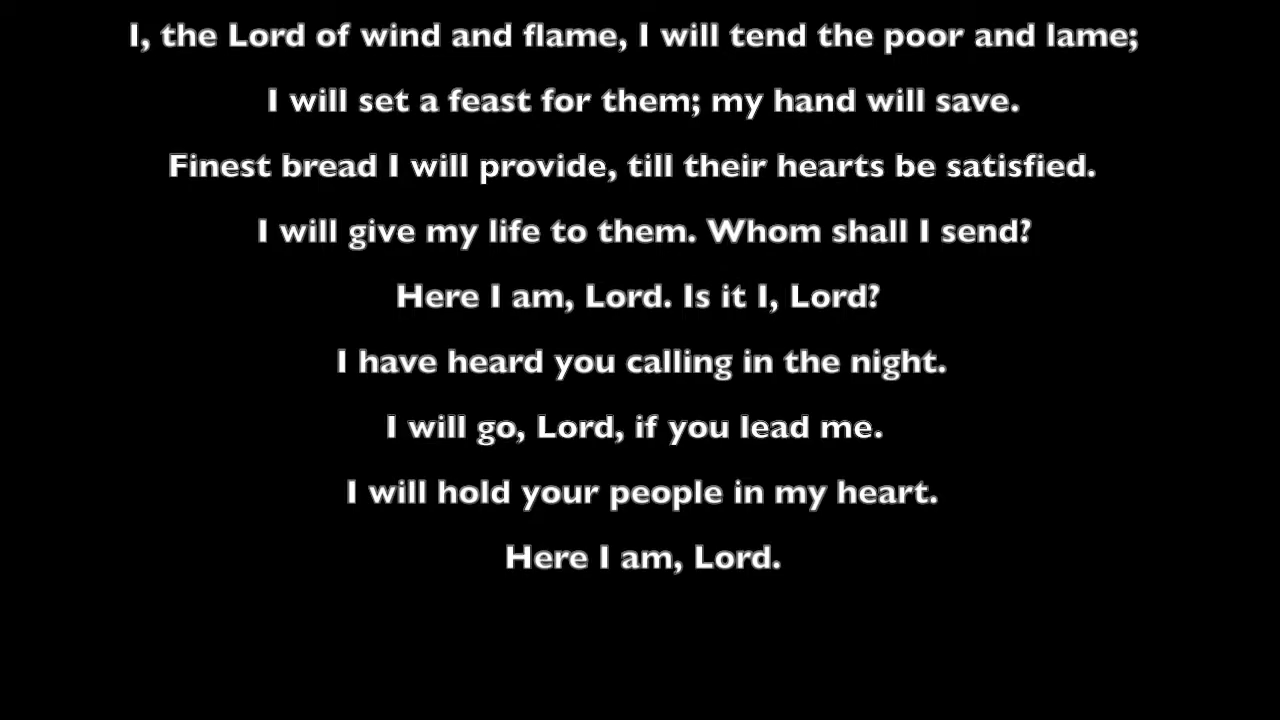 I, the Lord of wind and flame, I will tend the poor and lame;
I will set a feast for them; my hand will save.
Finest bread I will provide, till their hearts be satisfied.
I will give my life to them. Whom shall I send?
Here I am, Lord. Is it I, Lord?
I have heard you calling in the night.
I will go, Lord, if you lead me.
I will hold your people in my heart.
Here I am, Lord.